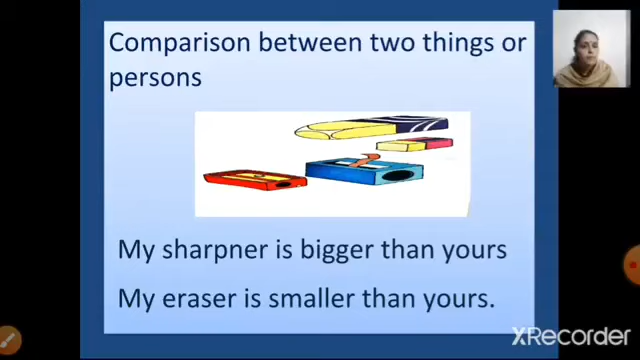 Comparison between two things or
persons
My sharpner is bigger than yours
My eraser is smaller than yours.
XRecorder